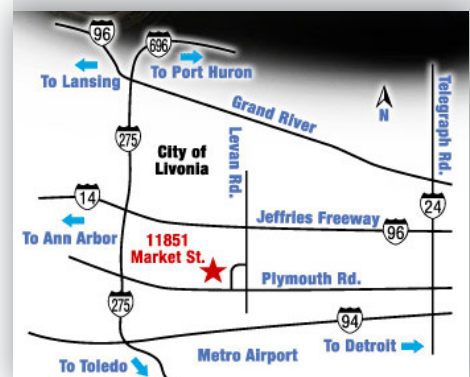 96
696
To Lansing
To Port Huron
Grand River
N
Telegraph Rd.
275
City of
Livonia
Levan Rd.
14
Jeffries Freeway
24
96
To Ann Arbor
11851
Market St.
Plymouth Rd.
275
94
To Detroit
Metro Airport
To Toledo